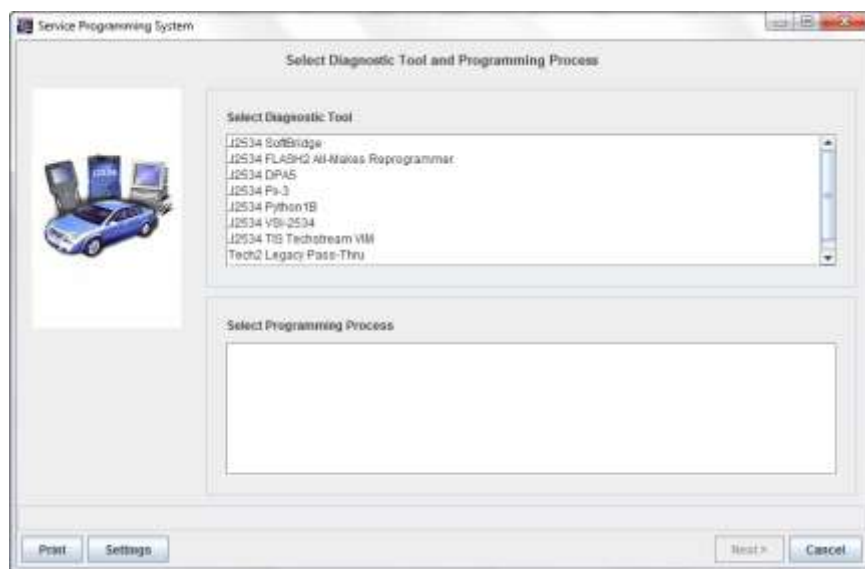 Service Programming System
Select Diagnostic Tool and Programming Process
Select Diagnostic Tool
J2534 SoftBridge
J2534 FLASH2 All-Makes Reprogrammer
J2534 DPA5
J2534 Px-3
J2534 Python1B
J2534 VSI-2534
J2534 TIS Techstream VIM
Tech2 Legacy Pass-Thru
Select Programming Process
Print
Settings
Next >
Cancel